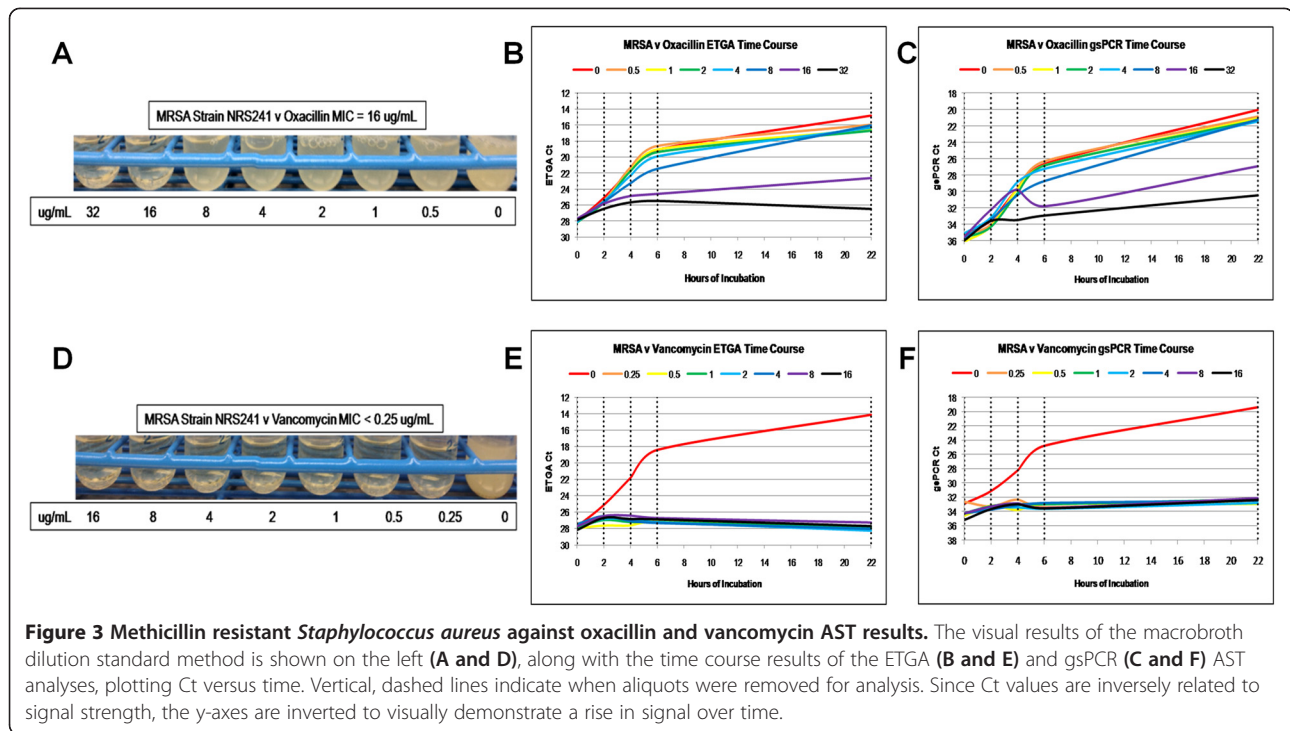 A
MRSA Strain NRS241 v Oxacillin MIC = 16 ug/mL
ug/mL 32 16 8 4 2 1 0.5 0
B
MRSA v Oxacillin ETGA Time Course
0 0.5 1 2 4 8 16 32
ETGA Ct
12
14
16
18
20
22
24
26
28
30
0 2 4 6 8 10 12 14 16 18 20 22
Hours of Incubation
C
MRSA v Oxacillin gsPCR Time Course
0 0.5 1 2 4 8 16 32
gsPCR Ct
18
20
22
24
26
28
30
32
34
36
0 2 4 6 8 10 12 14 16 18 20 22
Hours of Incubation
D
MRSA Strain NRS241 v Vancomycin MIC < 0.25 ug/mL
ug/mL 16 8 4 2 1 0.5 0.25 0
E
MRSA v Vancomycin ETGA Time Course
0 0.25 0.5 1 2 4 8 16
ETGA Ct
12
14
16
18
20
22
24
26
28
30
0 2 4 6 8 10 12 14 16 18 20 22
Hours of Incubation
F
MRSA v Vancomycin gsPCR Time Course
0 0.25 0.5 1 2 4 8 16
gsPCR Ct
18
20
22
24
26
28
30
32
34
36
38
0 2 4 6 8 10 12 14 16 18 20 22
Hours of Incubation
Figure 3 Methicillin resistant Staphylococcus aureus against oxacillin and vancomycin AST results. The visual results of the macrobroth
dilution standard method is shown on the left (A and D), along with the time course results of the ETGA (B and E) and gsPCR (C and F) AST
analyses, plotting Ct versus time. Vertical, dashed lines indicate when aliquots were removed for analysis. Since Ct values are inversely related to
signal strength, the y-axes are inverted to visually demonstrate a rise in signal over time.